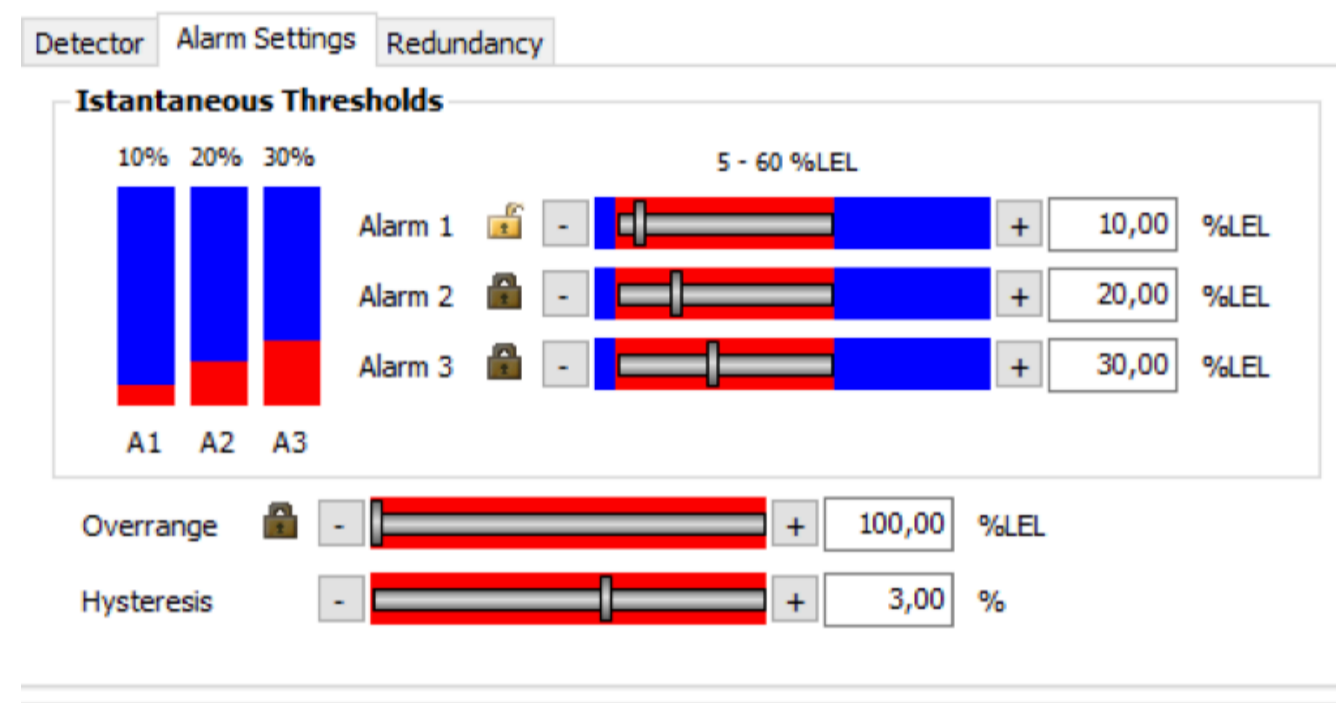 Detector Alarm Settings Redundancy
Istantaneous Thresholds
10% 20% 30%
5 - 60 %LEL
Alarm 1 - + 10,00 %LEL
Alarm 2 - + 20,00 %LEL
Alarm 3 - + 30,00 %LEL
A1 A2 A3
Overrange - + 100,00 %LEL
Hysteresis - + 3,00 %